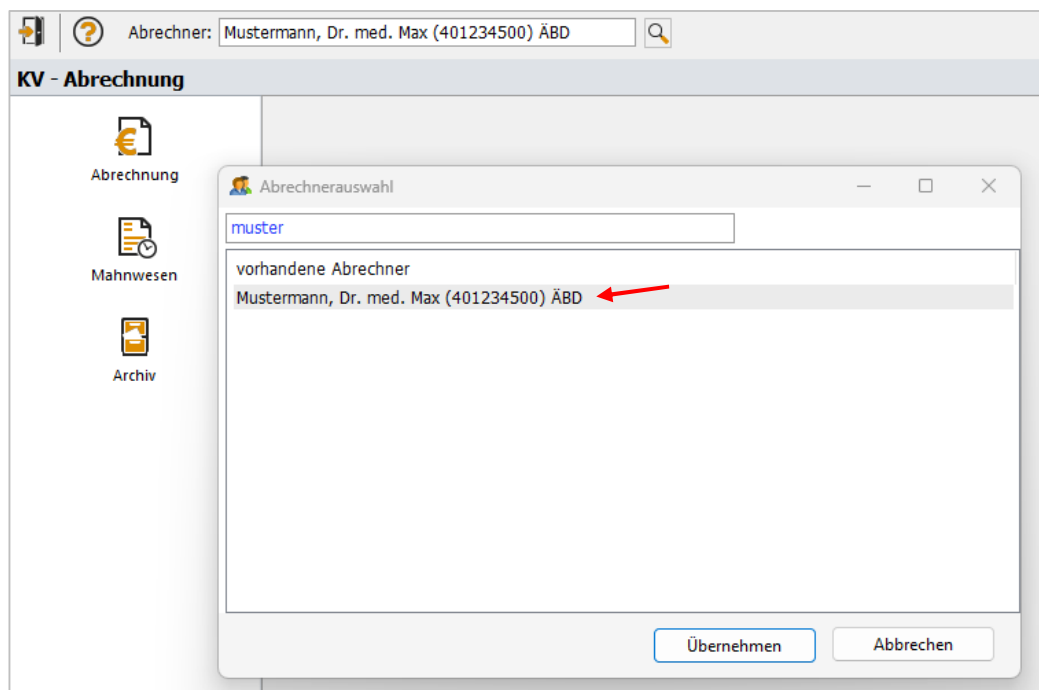 Abrechner: Mustermann, Dr. med. Max (401234500) ÄBD
KV - Abrechnung
Abrechnung
Mahnwesen
Archiv
Abrechnerauswahl
muster
vorhandene Abrechner
Mustermann, Dr. med. Max (401234500) ÄBD
Übernehmen Abbrechen